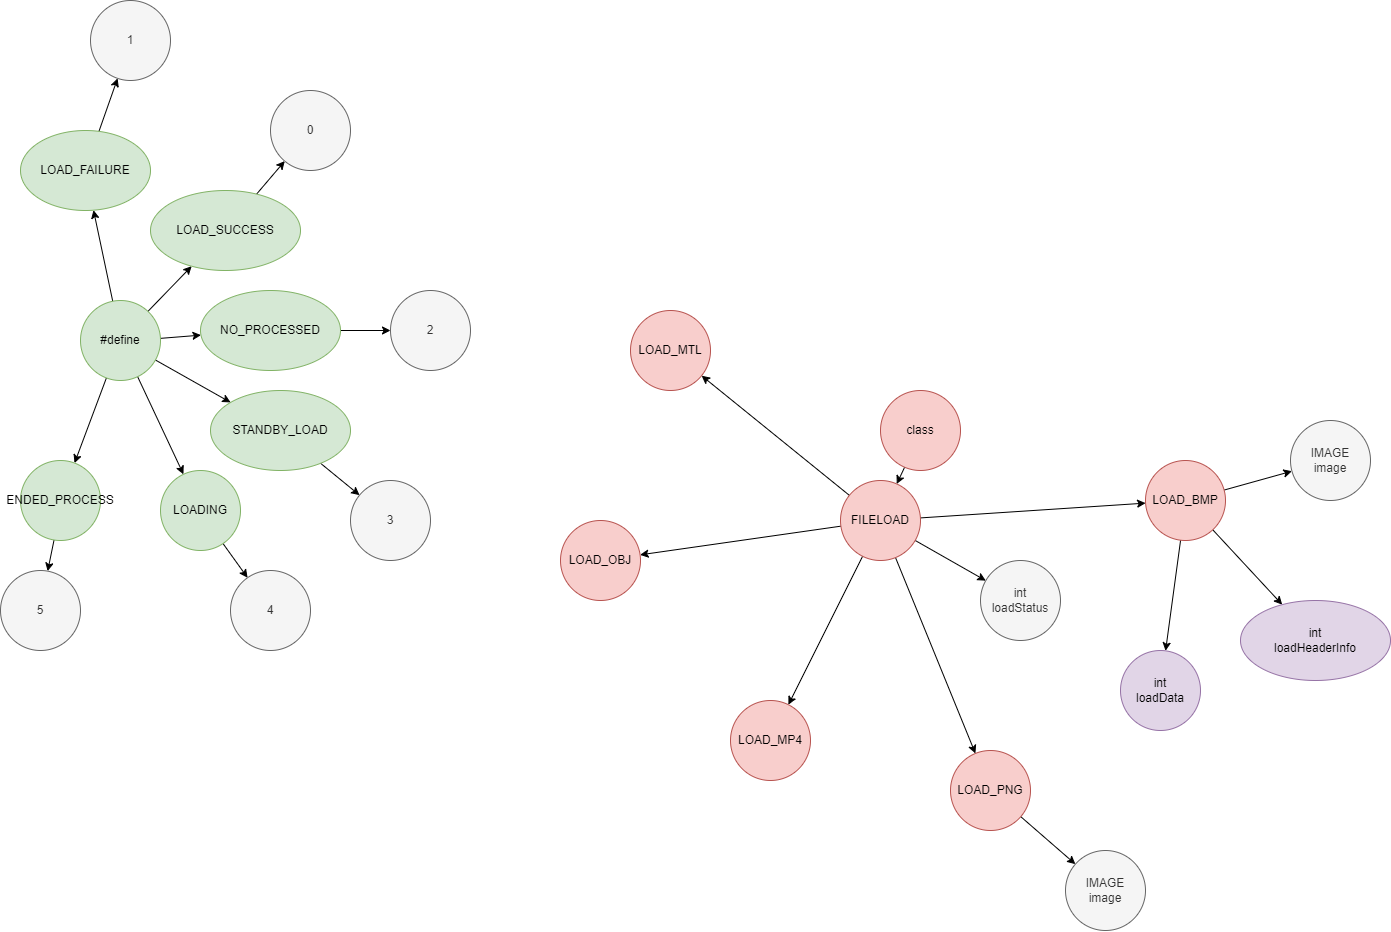 1
0
LOAD_FAILURE
LOAD_SUCCESS
#define
NO_PROCESSED
2
STANDBY_LOAD
ENDED_PROCESS
LOADING
3
5
4
LOAD_MTL
class
FILELOAD
LOAD_BMP
IMAGE
image
LOAD_OBJ
int
loadStatus
int
loadHeaderInfo
int
loadData
LOAD_MP4
LOAD_PNG
IMAGE
image